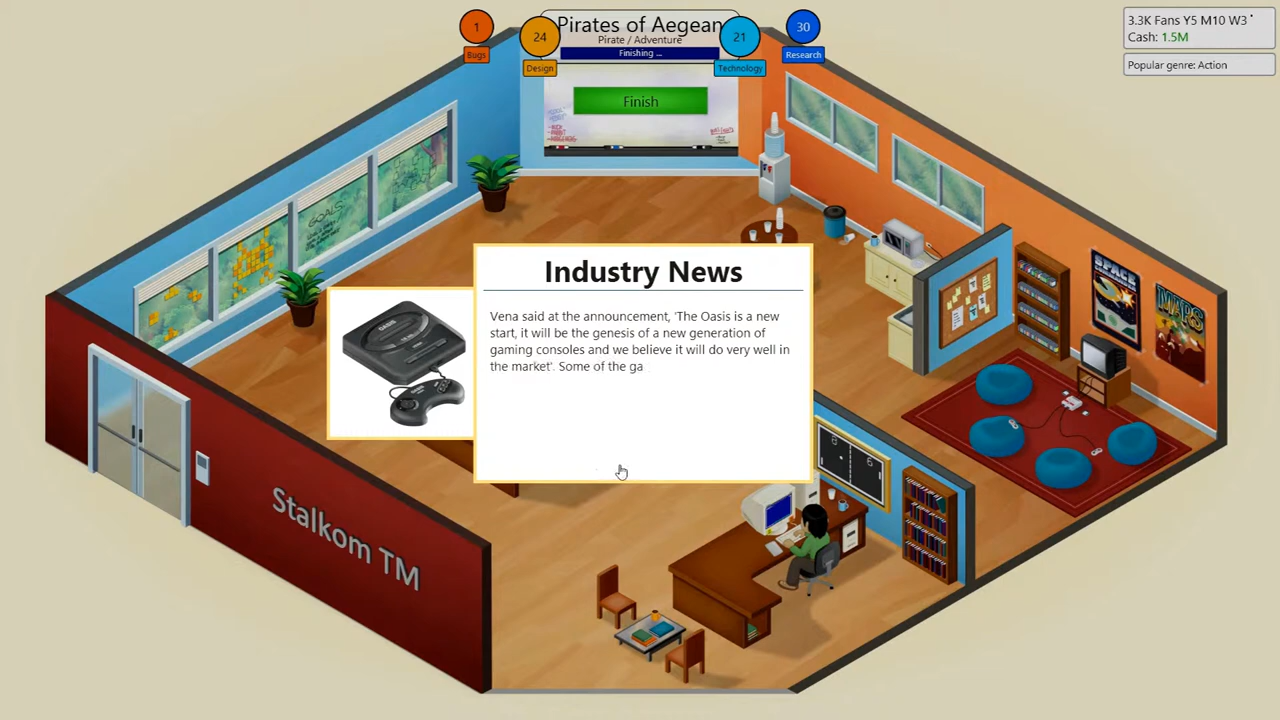 Pirates of Aegean
Pirate / Adventure
Finishing ...
1
Bugs
24
Design
21
Technology
30
Research
3.3K Fans Y5 M10 W3
Cash: 1.5M
Popular genre: Action
Finish
GOALS
Industry News
Vena said at the announcement, 'The Oasis is a new
start, it will be the genesis of a new generation of
gaming consoles and we believe it will do very well in
the market'. Some of the ga
OASIS
SPACE
MARS
Stalkom TM